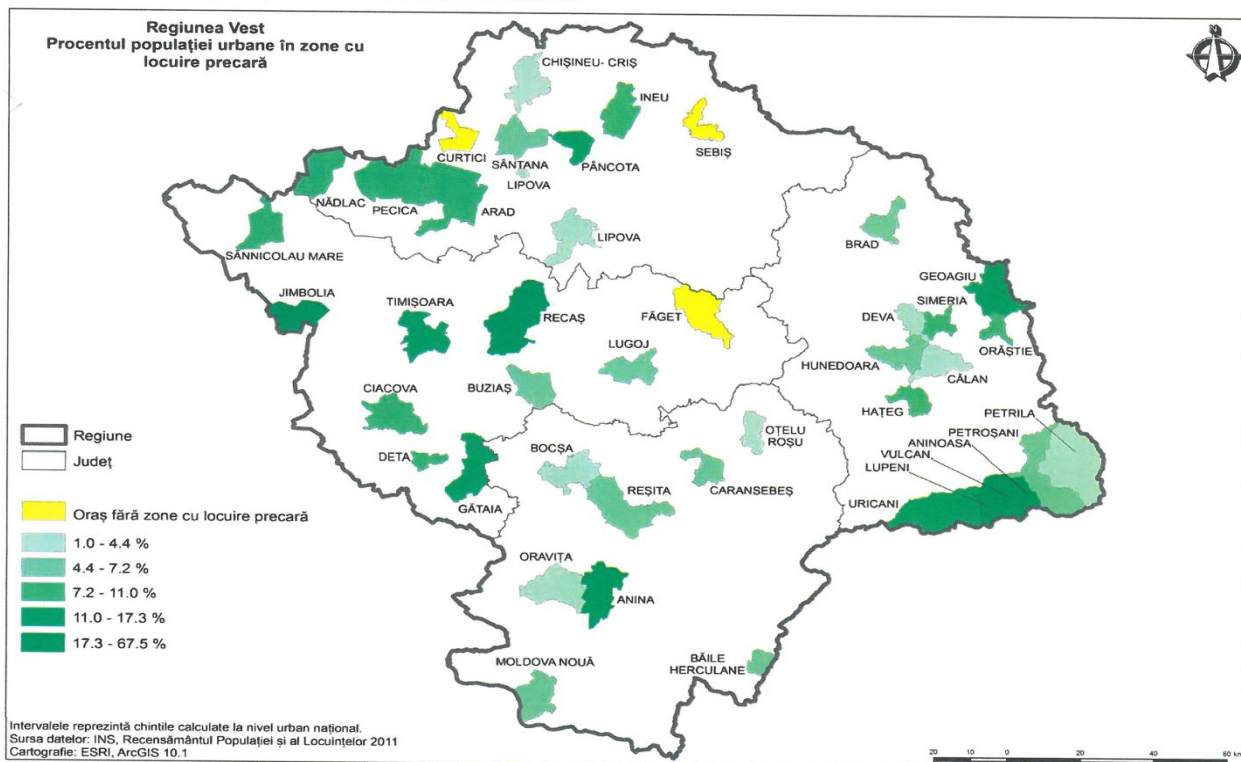 Regiunea Vest
Procentul populației urbane în zone cu
locuire precară
N
CHIȘINEU- CRIȘ
INEU
CURTICI
SÂNTANA
PÂNCOTA
SEBIȘ
LIPOVA
NĂDLAC
PECICA
ARAD
LIPOVA
SÂNNICOLAU MARE
BRAD
GEOAGIU
JIMBOLIA
TIMIȘOARA
RECAȘ
FĂGET
DEVA
SIMERIA
ORĂȘTIE
LUGOJ
HUNEDOARA
CĂLAN
CIACOVA
BUZIAȘ
HAȚEG
PETRILA
PETROȘANI
ANINOASA
VULCAN
LUPENI
URICANI
OȚELU
ROȘU
BOCȘA
DETA
GĂTAIA
REȘITA
CARANSEBEȘ
ORAVIȚA
ANINA
MOLDOVA NOUĂ
BĂILE
HERCULANE
Regiune
Județ
Oraș fără zone cu locuire precară
1.0 - 4.4 %
4.4 - 7.2 %
7.2 - 11.0 %
11.0 - 17.3 %
17.3 - 67.5 %
Intervalele reprezintă chintile calculate la nivel urban național.
Sursa datelor: INS, Recensământul Populației și al Locuințelor 2011
Cartografie: ESRI, ArcGIS 10.1
20 10 0 20 40 60 km